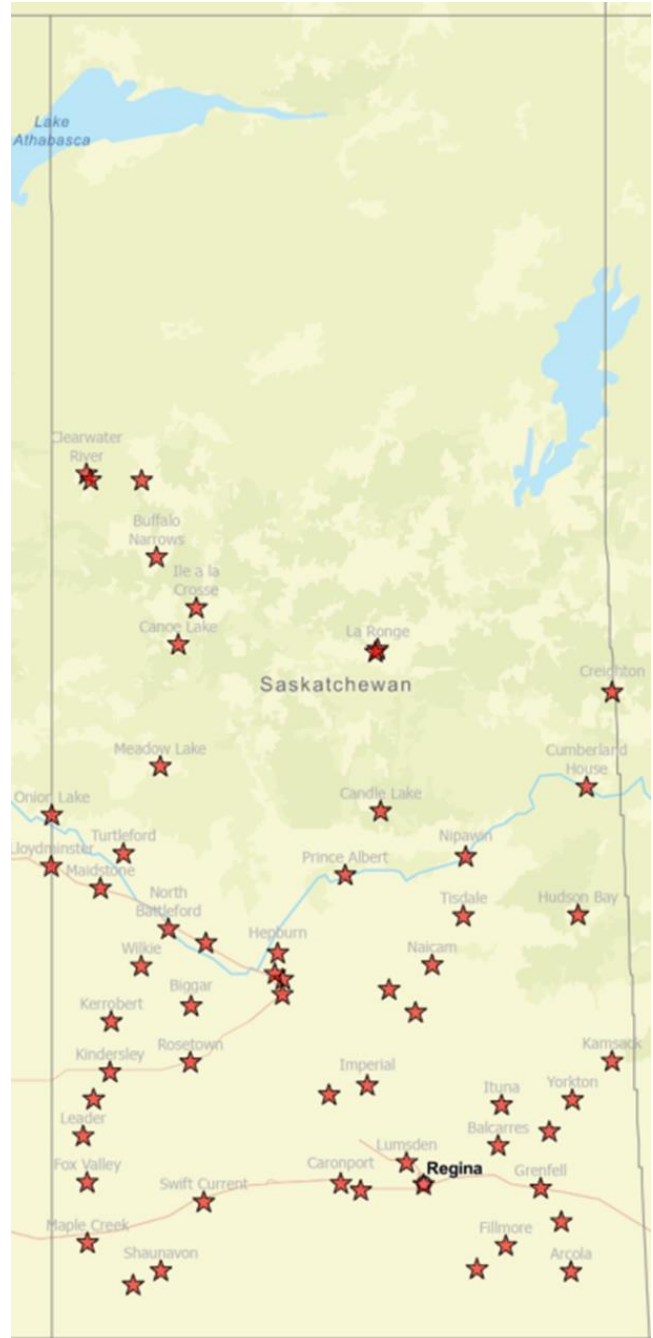 Lake
Athabasca
Clearwater
River
Buffalo
Narrows
Ile a la
Crosse
Canoe Lake
La Ronge
Saskatchewan
Creighton
Meadow Lake
Cumberland
House
Onion Lake
Candle Lake
Turtleford
Nipawin
Lloydminster
Prince Albert
Maidstone
North
Battleford
Tisdale
Hudson Bay
Hepburn
Wilkie
Naicam
Biggar
Kerrobert
Rosetown
Kamsack
Kindersley
Imperial
Ituna
Yorkton
Leader
Balcarres
Lumsden
Fox Valley
Caronport
Regina
Swift Current
Grenfell
Maple Creek
Fillmore
Shaunavon
Arcola